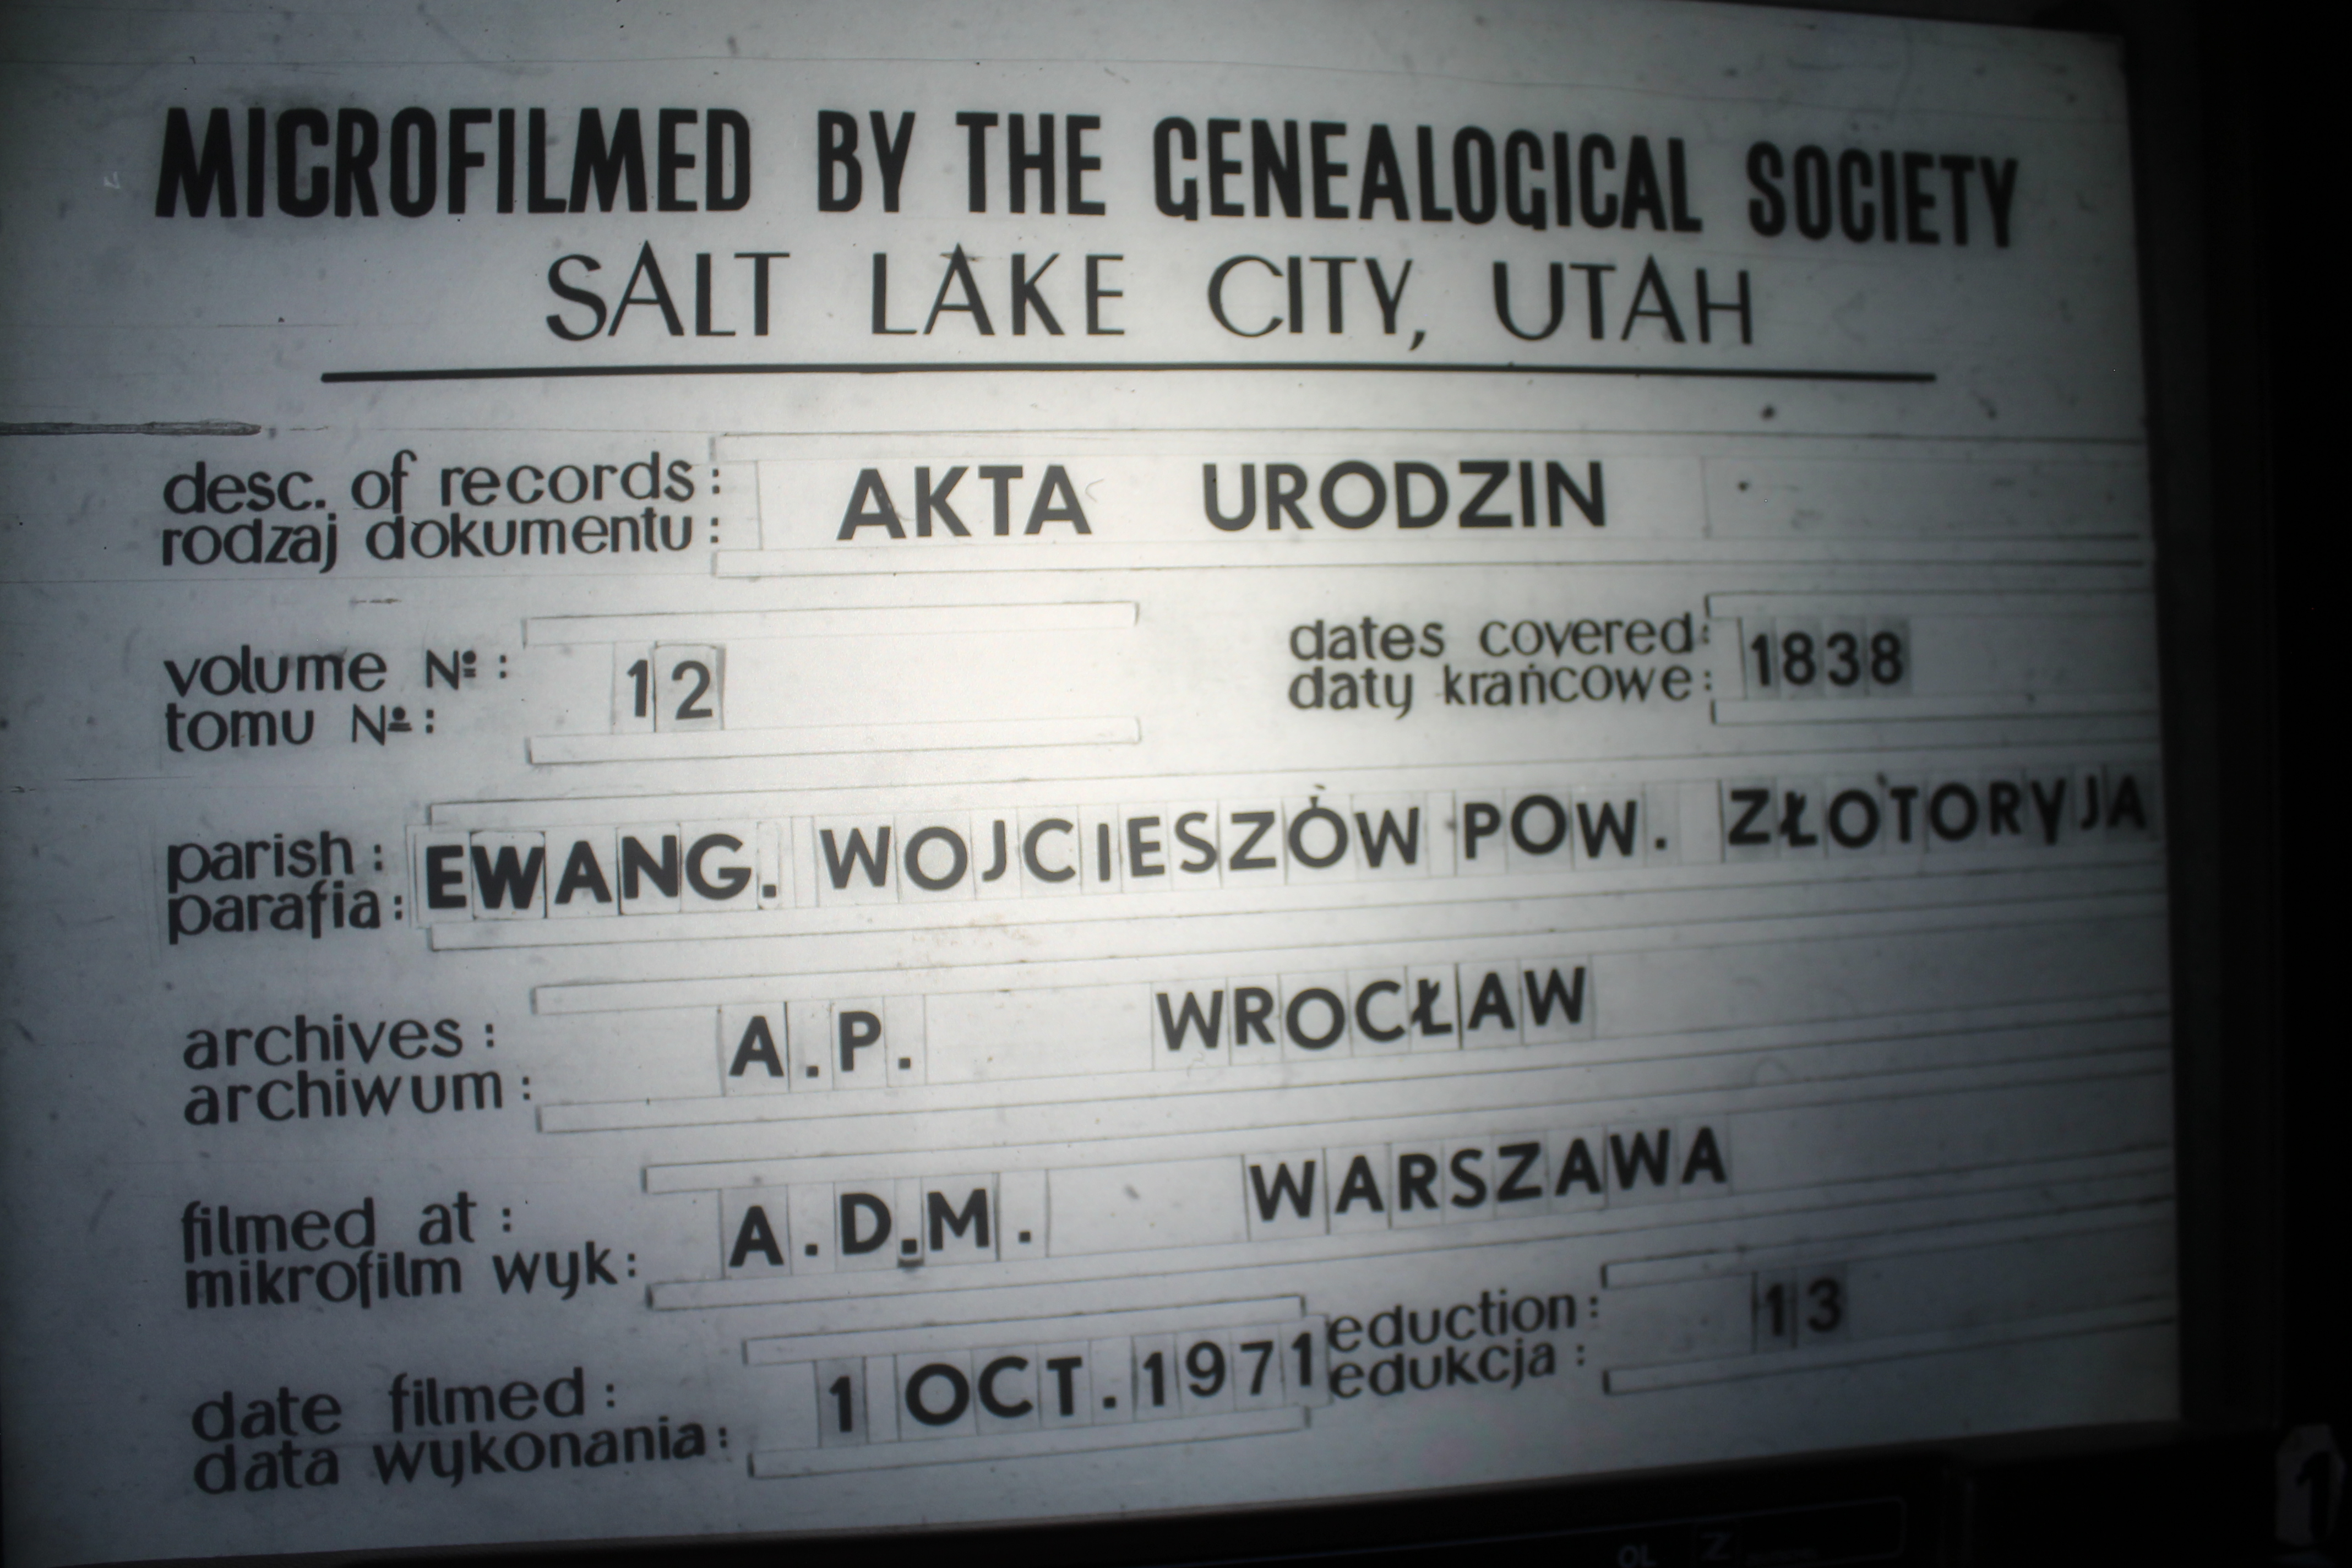 MICROFILMED BY THE GENEALOGICAL SOCIETY
SALT LAKE CITY, UTAH
desc. of records: AKTA URODZIN
rodzaj dokumentu:
volume №: 12
tomu №:
dates covered: 1838
daty krańcowe:
parish: EWANG. WOJCIESZÓW POW. ZŁOTORYJA
parafia:
archives: A.P. WROCŁAW
archiwum:
filmed at: A.D.M. WARSZAWA
mikrofilm wyk:
date filmed: 1 OCT. 1971
data wykonania:
eduction: 13
edukcja:
1
OL Z